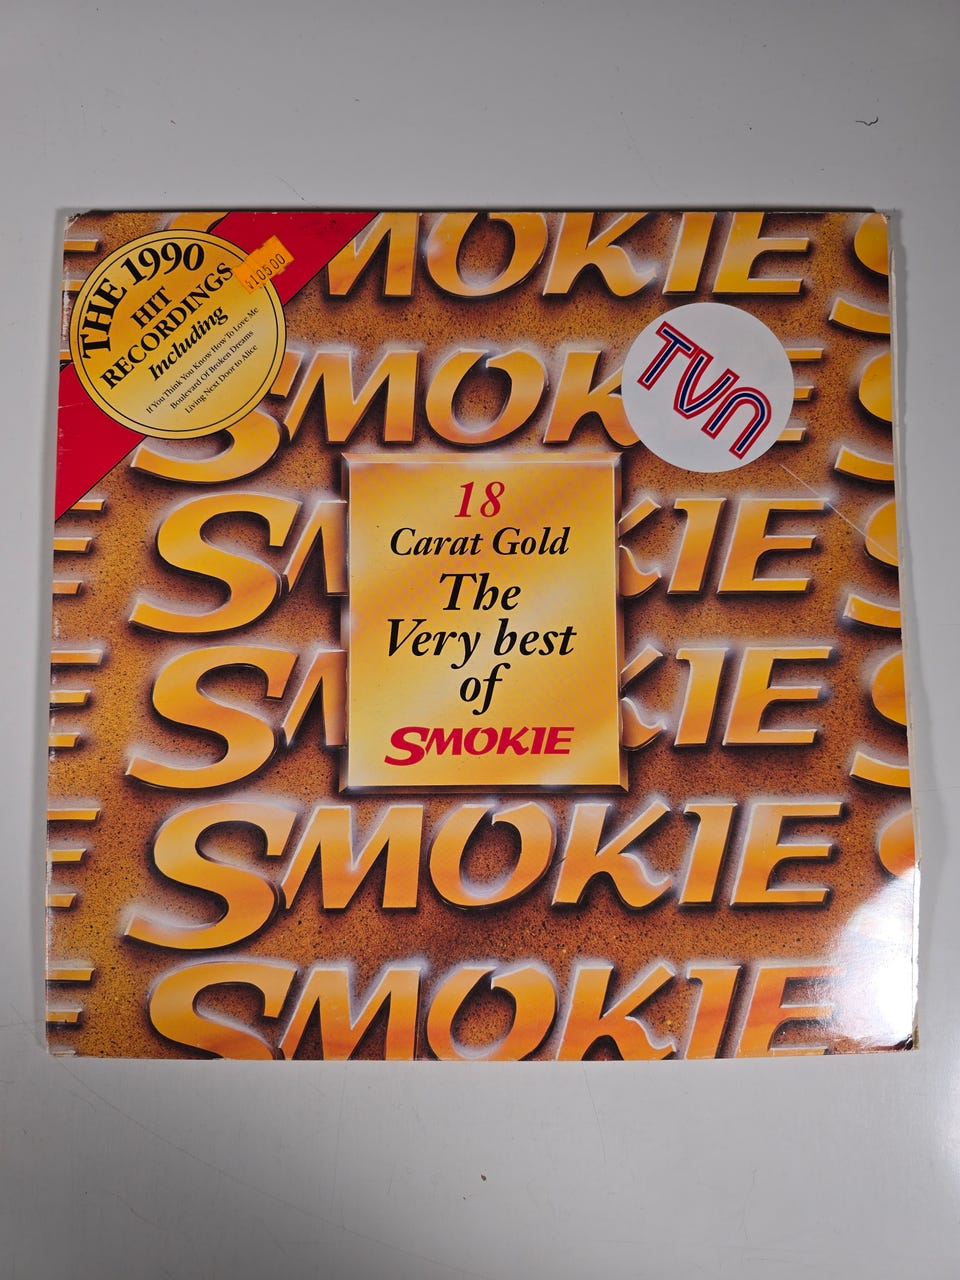 THE 1990
HIT
RECORDINGS
Including
If You Think You Know How To Love Me
Boulevard Of Broken Dreams
Living Next Door to Alice
410500
TVN
SMOKIE
SMOKIE
SMOKIE
SMOKIE
SMOKIE
SMOKIE
18
Carat Gold
The
Very best
of
SMOKIE